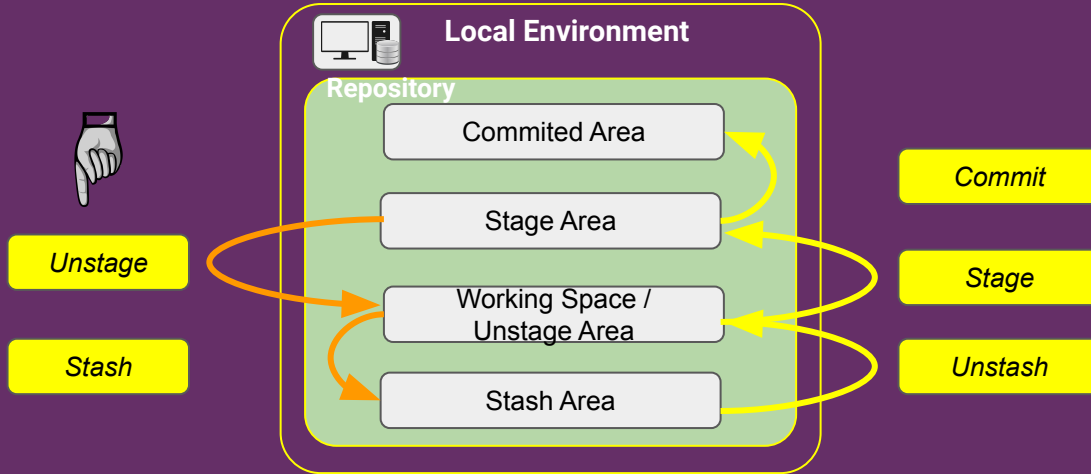 Local Environment
Repository
Commited Area
Stage Area
Working Space /
Unstage Area
Stash Area
Unstage
Stash
Commit
Stage
Unstash